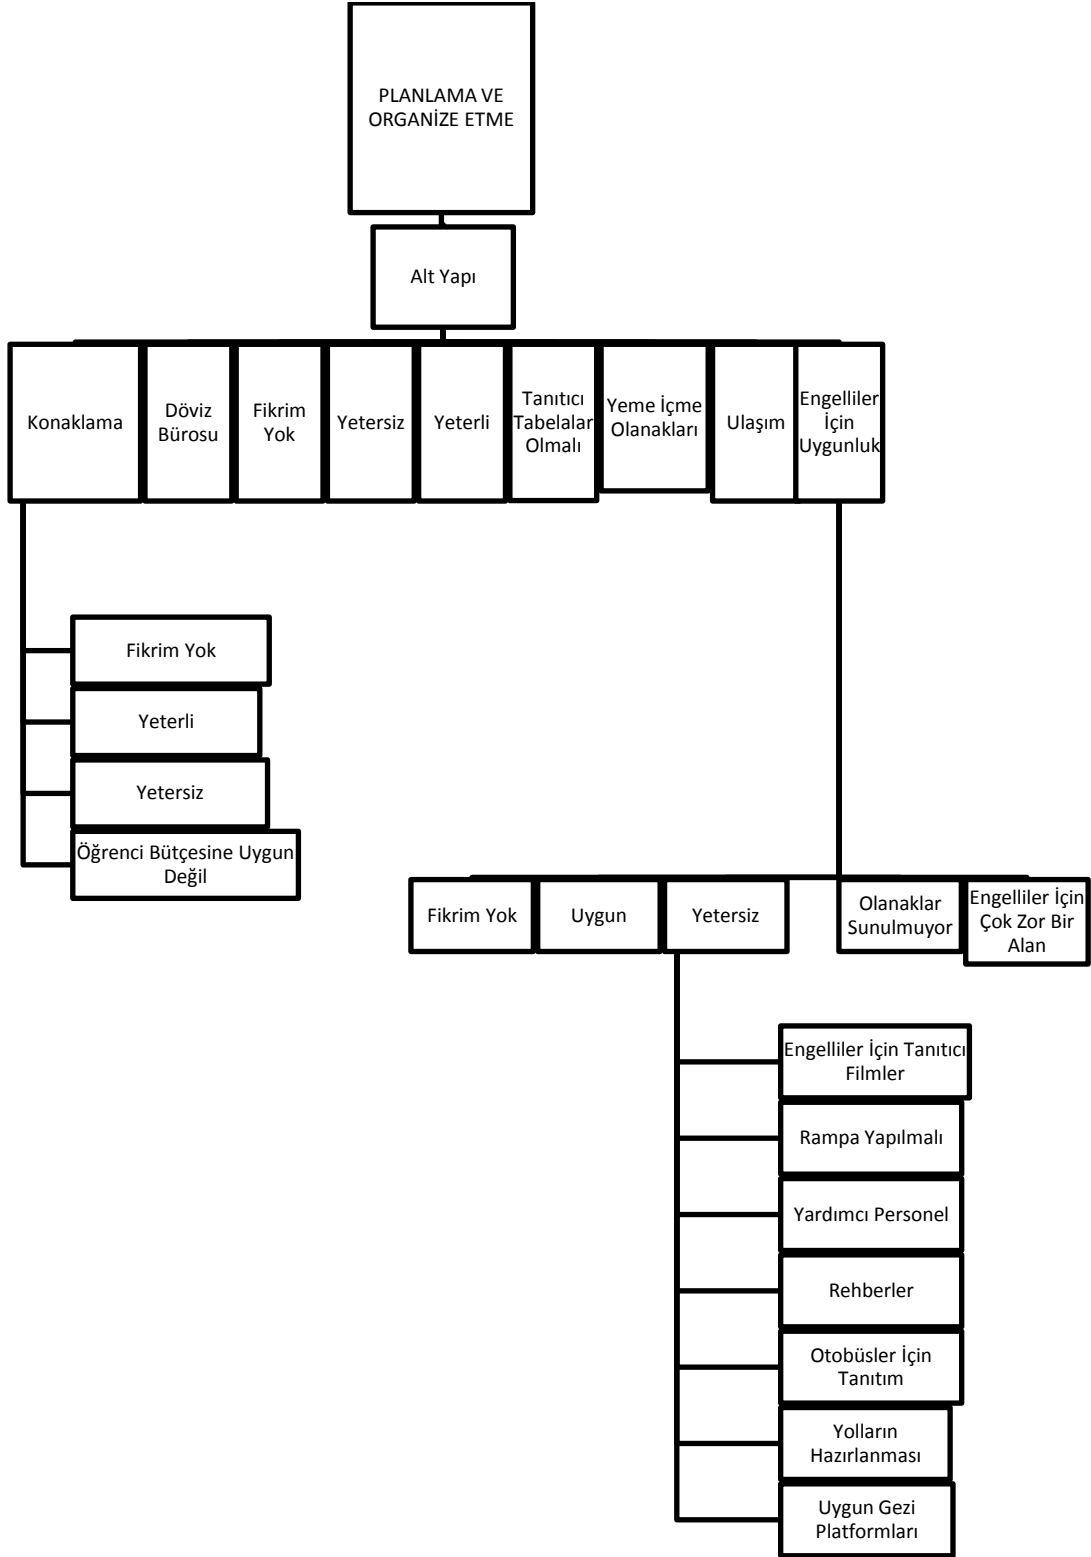 PLANLAMA VE
ORGANİZE ETME
Alt Yapı
Konaklama
Döviz
Bürosu
Fikrim
Yok
Yetersiz
Yeterli
Tanıtıcı
Tabelalar
Olmalı
Yeme İçme
Olanakları
Ulaşım
Engelliler
İçin
Uygunluk
Fikrim Yok
Yeterli
Yetersiz
Öğrenci Bütçesine Uygun
Değil
Fikrim Yok
Uygun
Yetersiz
Olanaklar
Sunulmuyor
Engelliler İçin
Çok Zor Bir
Alan
Engelliler İçin Tanıtıcı
Filmler
Rampa Yapılmalı
Yardımcı Personel
Rehberler
Otobüsler İçin
Tanıtım
Yolların
Hazırlanması
Uygun Gezi
Platformları